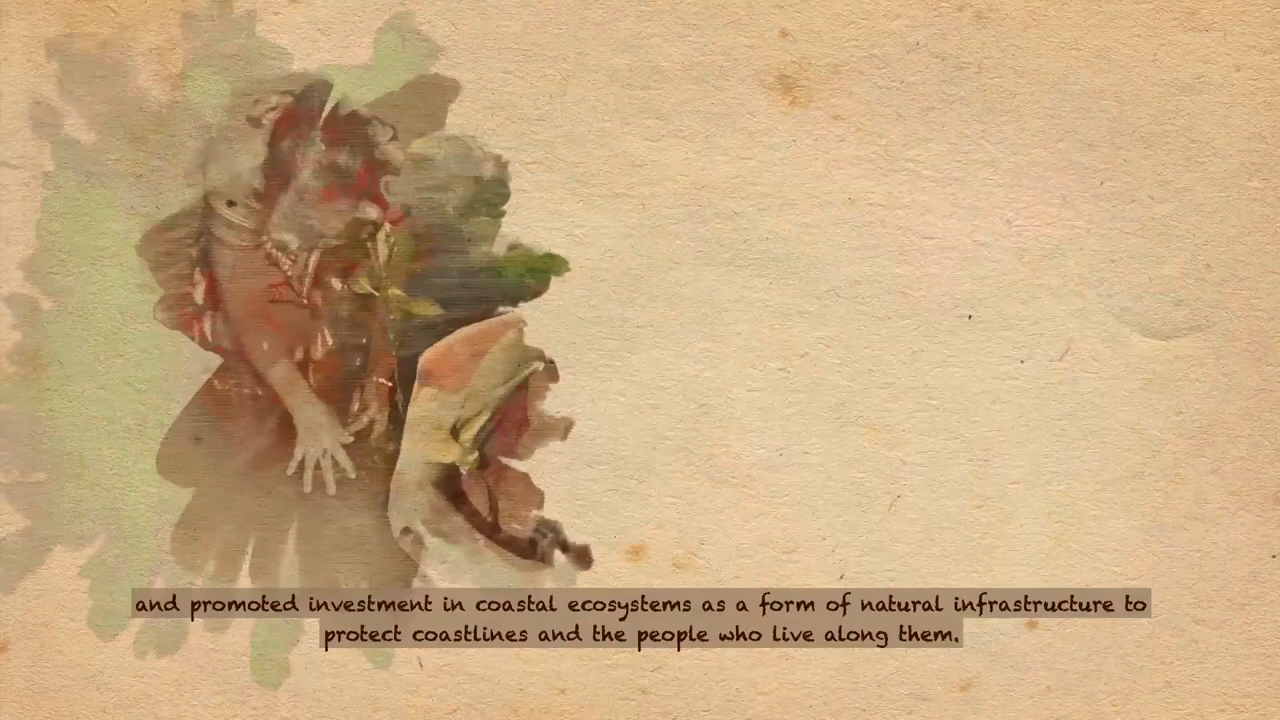 and promoted investment in coastal ecosystems as a form of natural infrastructure to
protect coastlines and the people who live along them.